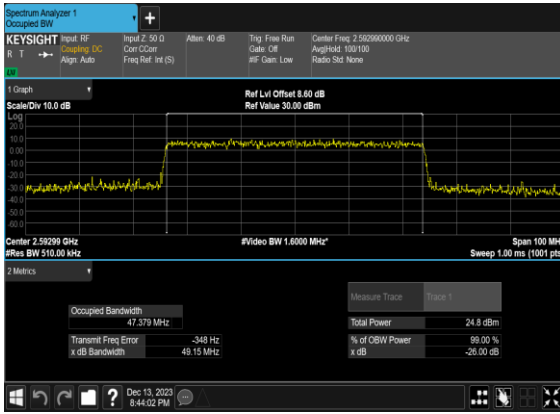 Spectrum Analyzer 1
Occupied BW
KEYSIGHT
R T
LW
Input: RF
Coupling: DC
Align: Auto
Input Z: 50 Ω
Corr CCorr
Freq Ref: Int (S)
Atten: 40 dB
Trig: Free Run
Gate: Off
#IF Gain: Low
Center Freq: 2.592990000 GHz
Avg|Hold: 100/100
Radio Std: None
1 Graph
Scale/Div 10.0 dB
Ref Lvl Offset 8.60 dB
Ref Value 30.00 dBm
Log
20.0
10.0
0.00
-10.0
-20.0
-30.0
-40.0
-50.0
-60.0
Center 2.59299 GHz
#Res BW 510.00 kHz
#Video BW 1.6000 MHz*
Span 100 MH
Sweep 1.00 ms (1001 pts
2 Metrics
Measure Trace
Trace 1
Occupied Bandwidth
47.379 MHz
Total Power
24.8 dBm
Transmit Freq Error
-348 Hz
% of OBW Power
99.00 %
x dB Bandwidth
49.15 MHz
x dB
-26.00 dB
Dec 13, 2023
8:44:02 PM